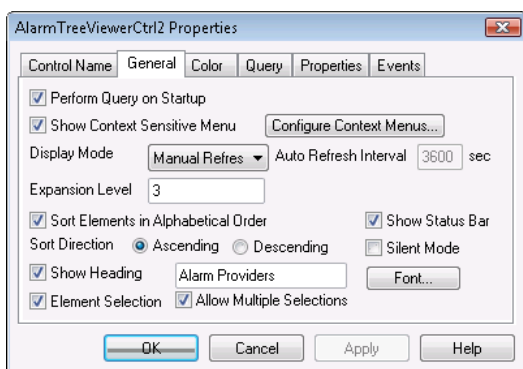 AlarmTreeViewerCtrl2 Properties
Control Name General Color Query Properties Events
Perform Query on Startup
Show Context Sensitive Menu Configure Context Menus...
Display Mode Manual Refres Auto Refresh Interval 3600 sec
Expansion Level 3
Sort Elements in Alphabetical Order Show Status Bar
Sort Direction Ascending Descending Silent Mode
Show Heading Alarm Providers Font...
Element Selection Allow Multiple Selections
OK Cancel Apply Help